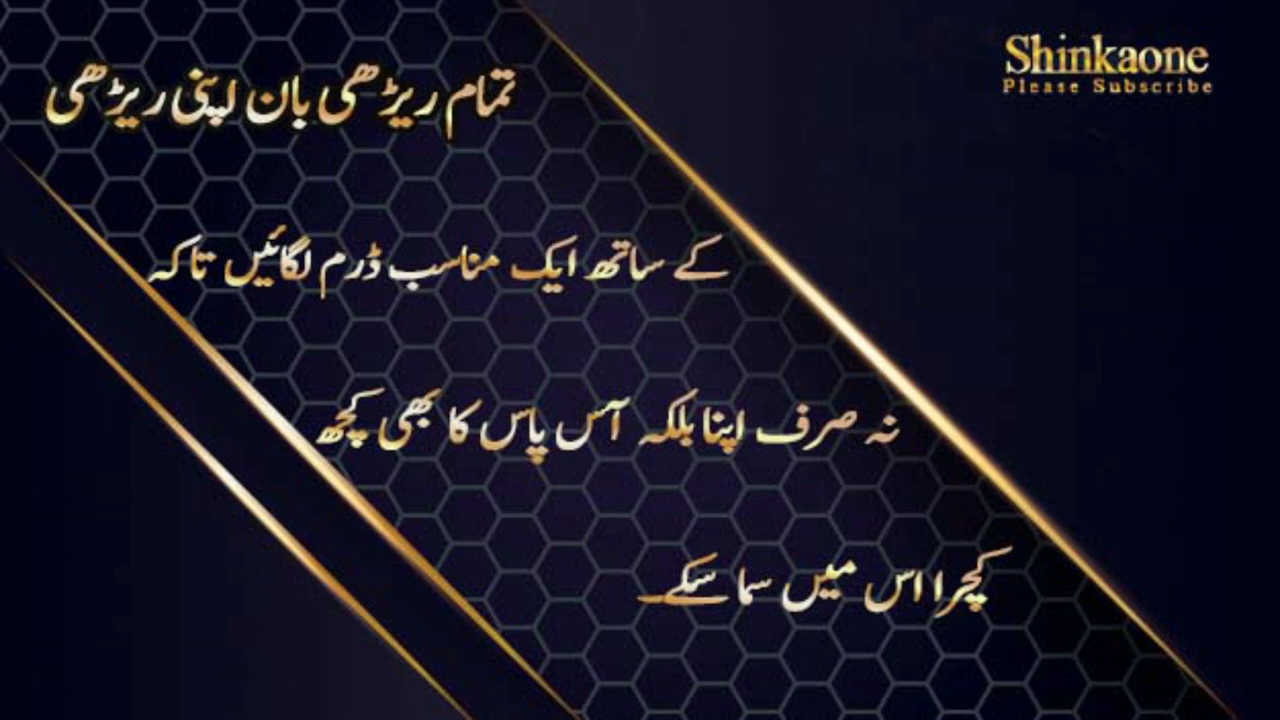 Shinkaone
Please Subscribe
تمام ریڑھی بان اپنی ریڑھی
کے ساتھ ایک مناسب ڈرم لگائیں تاکہ
نہ صرف اپنا بلکہ آس پاس کا بھی کچھ
کچرا اس میں سما سکے۔